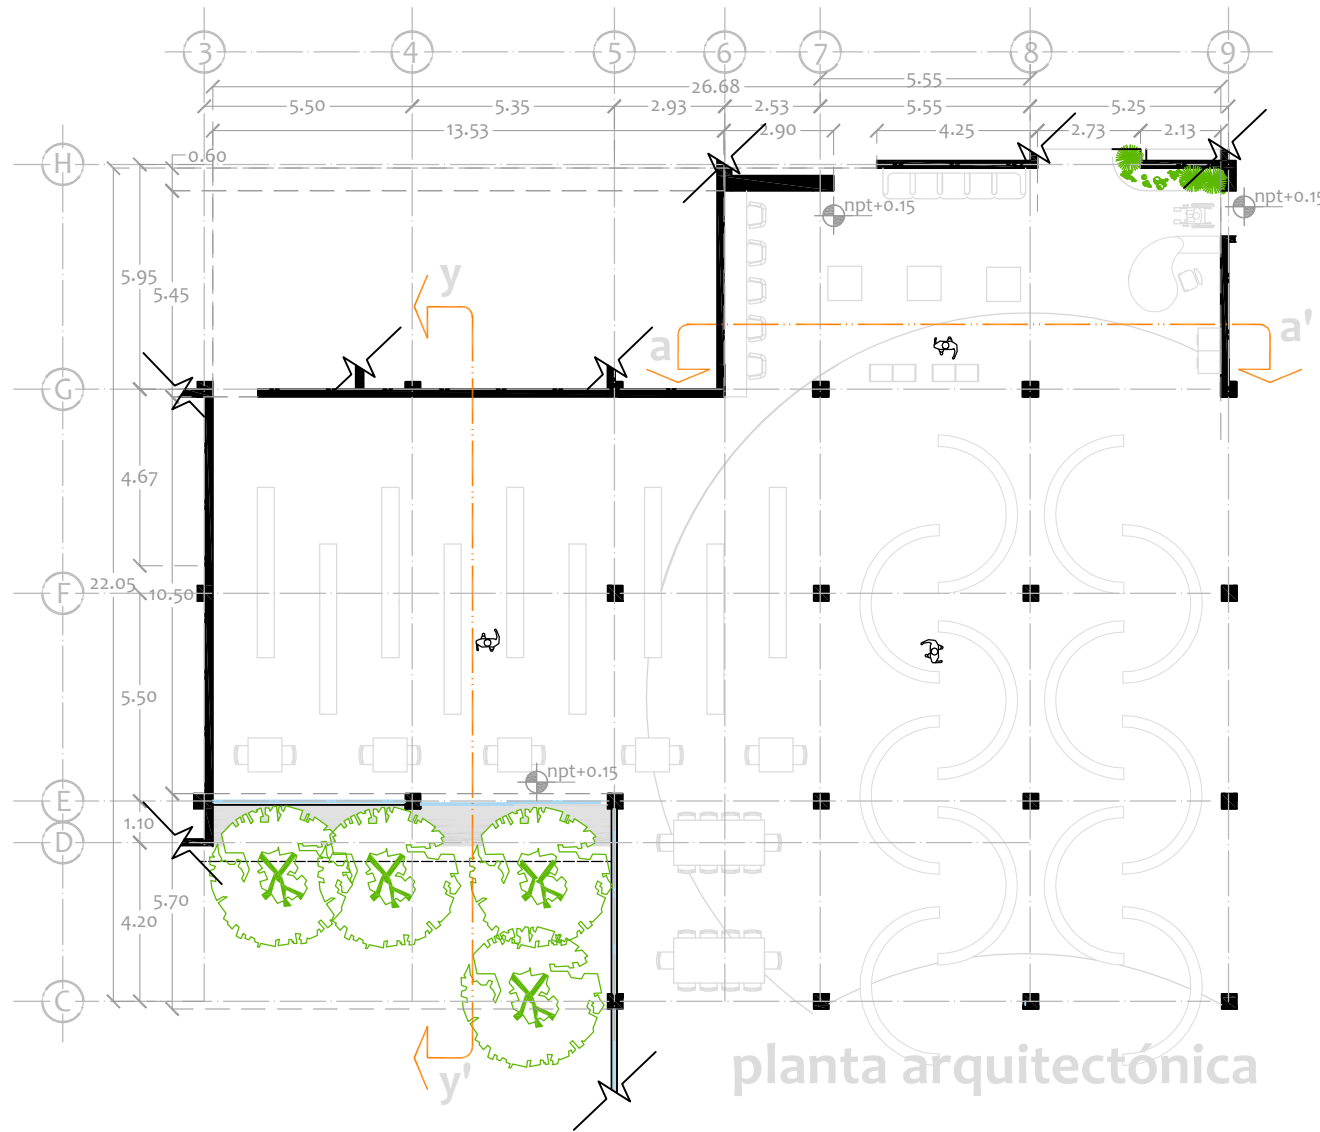 3 4 5 6 7 8 9
5.55
26.68
5.50 5.35 2.93 2.53 5.55 5.25
13.53 2.90 4.25 2.73 2.13
H 0.60
npt+0.15 npt+0.15
5.95 y
5.45
a a'
G
4.67
22.05 10.50 F
5.50
npt+0.15
E
1.10
D
5.70
4.20
C
y'
planta arquitectónica